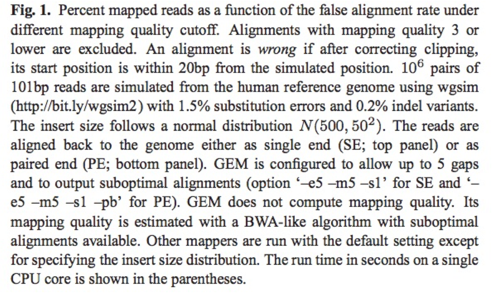 Fig. 1. Percent mapped reads as a function of the false alignment rate under
different mapping quality cutoff. Alignments with mapping quality 3 or
lower are excluded. An alignment is wrong if after correcting clipping,
its start position is within 20bp from the simulated position. 10⁶ pairs of
101bp reads are simulated from the human reference genome using wgsim
(http://bit.ly/wgsim2) with 1.5% substitution errors and 0.2% indel variants.
The insert size follows a normal distribution N(500, 50²). The reads are
aligned back to the genome either as single end (SE; top panel) or as
paired end (PE; bottom panel). GEM is configured to allow up to 5 gaps
and to output suboptimal alignments (option ‘–e5 –m5 –s1’ for SE and ‘–
e5 –m5 –s1 –pb’ for PE). GEM does not compute mapping quality. Its
mapping quality is estimated with a BWA-like algorithm with suboptimal
alignments available. Other mappers are run with the default setting except
for specifying the insert size distribution. The run time in seconds on a single
CPU core is shown in the parentheses.